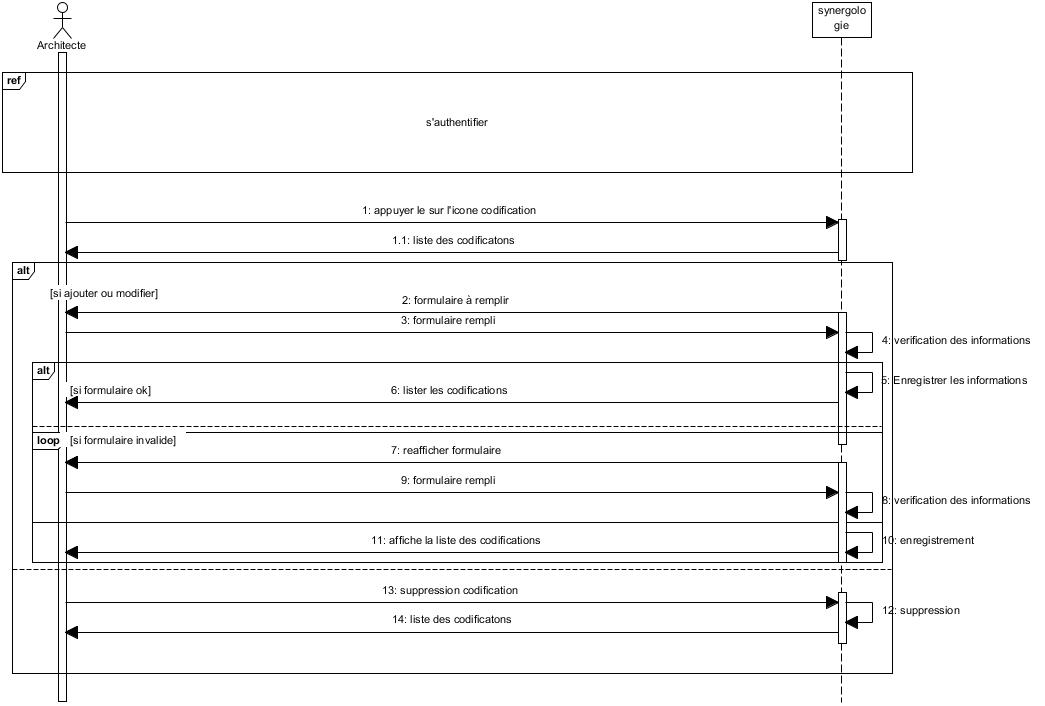 synergolo
gie
Architecte
ref
s'authentifier
1: appuyer le sur l'icone codification
1.1: liste des codificatons
alt
[si ajouter ou modifier]
2: formulaire à remplir
3: formulaire rempli
4: verification des informations
alt
5: Enregistrer les informations
[si formulaire ok]
6: lister les codifications
loop
[si formulaire invalide]
7: reafficher formulaire
9: formulaire rempli
8: verification des informations
11: affiche la liste des codifications
10: enregistrement
13: suppression codification
12: suppression
14: liste des codificatons